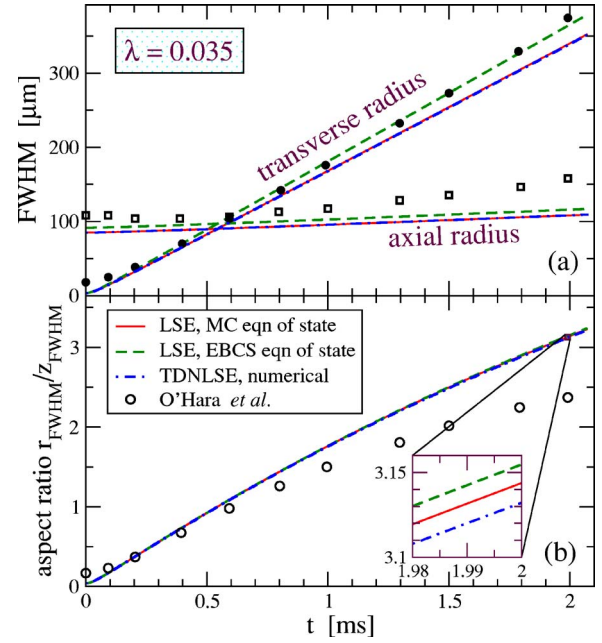 λ = 0.035
FWHM [μm]
300
200
100
0
transverse radius
axial radius
(a)
LSE, MC eqn of state
LSE, EBCS eqn of state
TDNLSE, numerical
O'Hara et al.
aspect ratio r_FWHM/z_FWHM
3
2
1
0
3.15
3.1
1.98 1.99 2
(b)
0 0.5 1 1.5 2
t [ms]